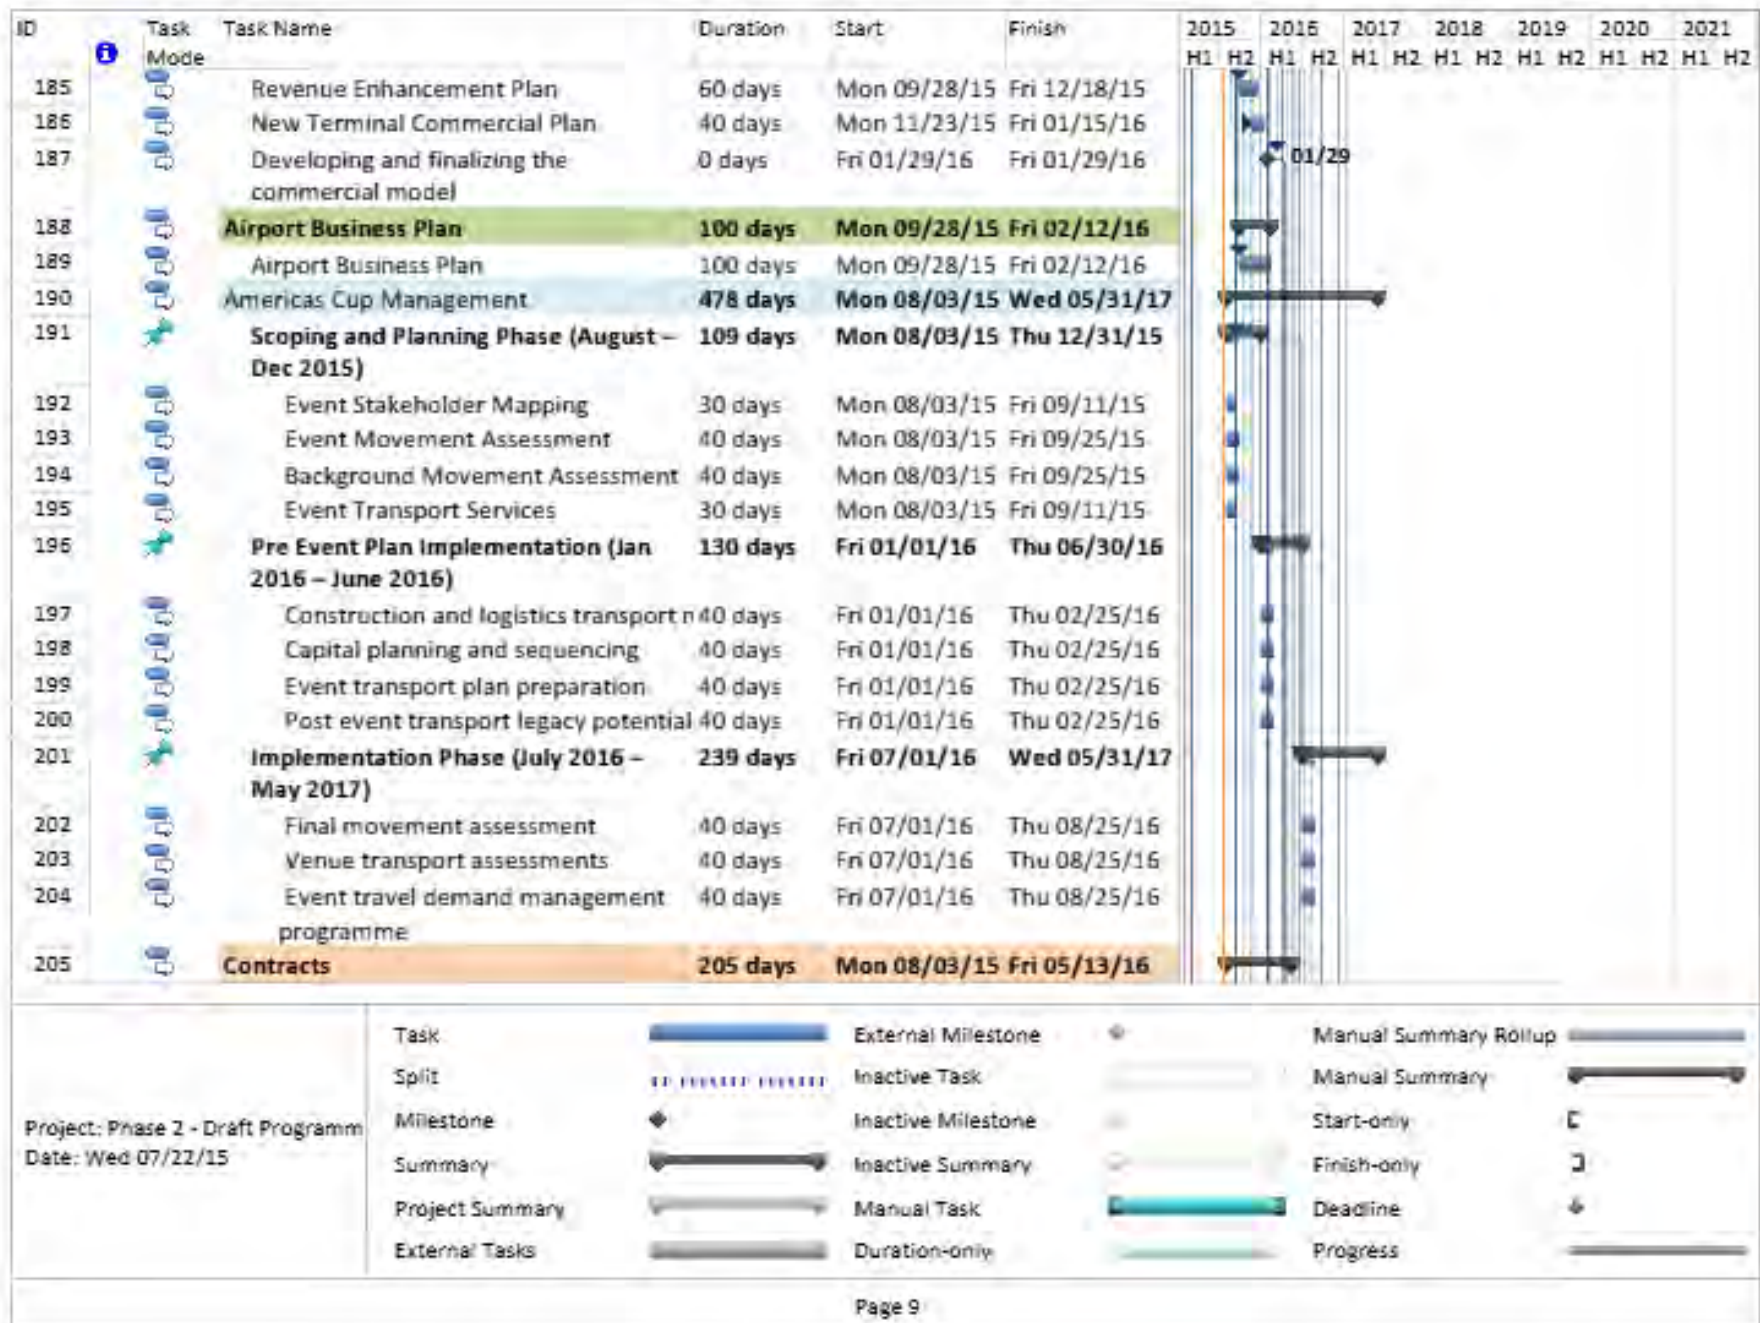 ID Task Mode Task Name Duration Start Finish 2015 2016 2017 2018 2019 2020 2021
H1 H2 H1 H2 H1 H2 H1 H2 H1 H2 H1 H2 H1 H2
185 Revenue Enhancement Plan 60 days Mon 09/28/15 Fri 12/18/15
186 New Terminal Commercial Plan 40 days Mon 11/23/15 Fri 01/15/16
187 Developing and finalizing the 0 days Fri 01/29/16 Fri 01/29/16 01/29
commercial model
188 Airport Business Plan 100 days Mon 09/28/15 Fri 02/12/16
189 Airport Business Plan 100 days Mon 09/28/15 Fri 02/12/16
190 Americas Cup Management 478 days Mon 08/03/15 Wed 05/31/17
191 Scoping and Planning Phase (August – 109 days Mon 08/03/15 Thu 12/31/15
Dec 2015)
192 Event Stakeholder Mapping 30 days Mon 08/03/15 Fri 09/11/15
193 Event Movement Assessment 40 days Mon 08/03/15 Fri 09/25/15
194 Background Movement Assessment 40 days Mon 08/03/15 Fri 09/25/15
195 Event Transport Services 30 days Mon 08/03/15 Fri 09/11/15
196 Pre Event Plan Implementation (Jan 130 days Fri 01/01/16 Thu 06/30/16
2016 – June 2016)
197 Construction and logistics transport 40 days Fri 01/01/16 Thu 02/25/16
198 Capital planning and sequencing 40 days Fri 01/01/16 Thu 02/25/16
199 Event transport plan preparation 40 days Fri 01/01/16 Thu 02/25/16
200 Post event transport legacy potential 40 days Fri 01/01/16 Thu 02/25/16
201 Implementation Phase (July 2016 – 239 days Fri 07/01/16 Wed 05/31/17
May 2017)
202 Final movement assessment 40 days Fri 07/01/16 Thu 08/25/16
203 Venue transport assessments 40 days Fri 07/01/16 Thu 08/25/16
204 Event travel demand management 40 days Fri 07/01/16 Thu 08/25/16
programme
205 Contracts 205 days Mon 08/03/15 Fri 05/13/16
Project: Phase 2 - Draft Programm
Date: Wed 07/22/15
Task External Milestone Manual Summary Rollup
Split Inactive Task Manual Summary
Milestone Inactive Milestone Start-only
Summary Inactive Summary Finish-only
Project Summary Manual Task Deadline
External Tasks Duration-only Progress
Page 9